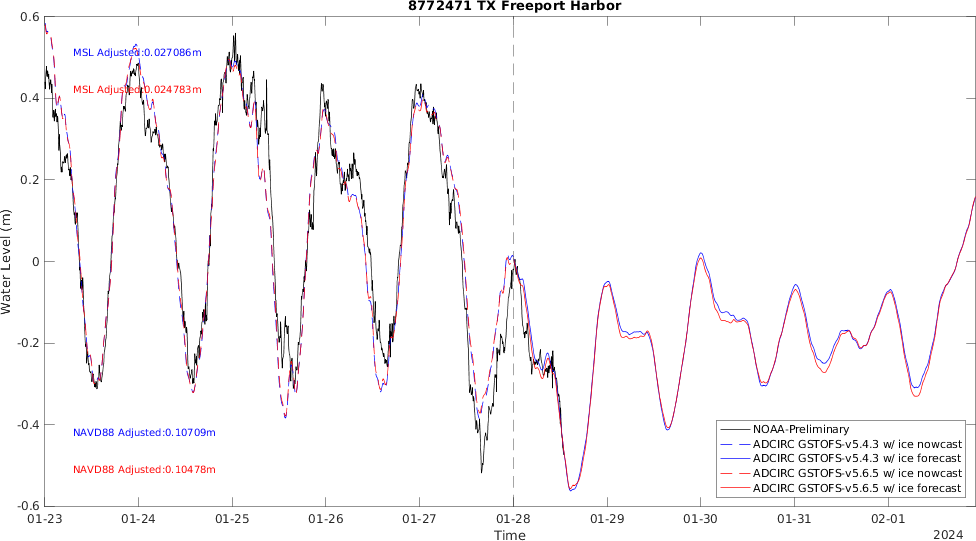 8772471 TX Freeport Harbor
0.6
0.4
0.2
0
-0.2
-0.4
-0.6
Water Level (m)
MSL Adjusted:0.027086m
MSL Adjusted:0.024783m
NAVD88 Adjusted:0.10709m
NAVD88 Adjusted:0.10478m
NOAA-Preliminary
ADCIRC GSTOFS-v5.4.3 w/ ice nowcast
ADCIRC GSTOFS-v5.4.3 w/ ice forecast
ADCIRC GSTOFS-v5.6.5 w/ ice nowcast
ADCIRC GSTOFS-v5.6.5 w/ ice forecast
01-23 01-24 01-25 01-26 01-27 01-28 01-29 01-30 01-31 02-01
Time
2024